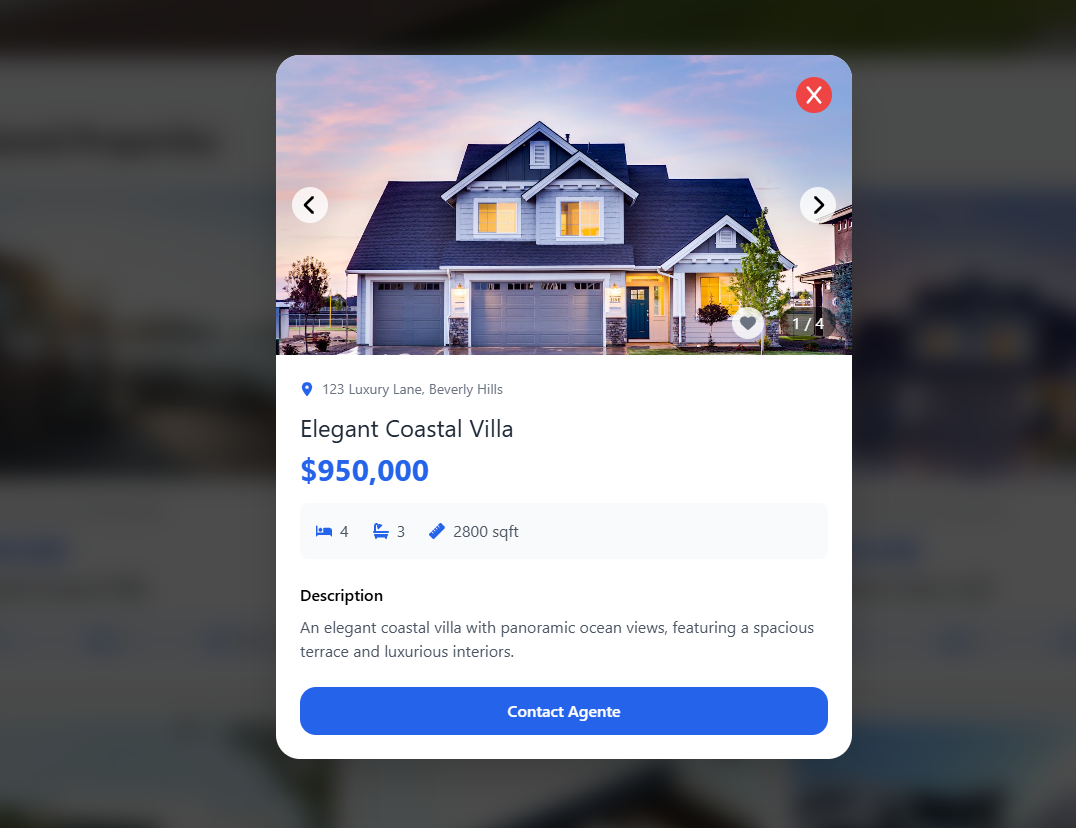 1 / 4
123 Luxury Lane, Beverly Hills
Elegant Coastal Villa
$950,000
4 3 2800 sqft
Description
An elegant coastal villa with panoramic ocean views, featuring a spacious
terrace and luxurious interiors.
Contact Agente